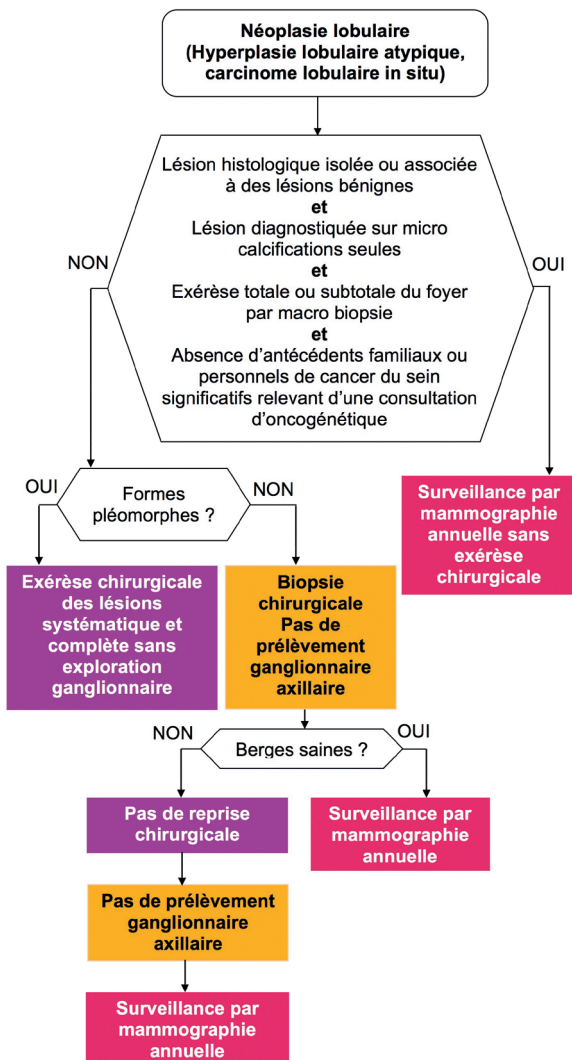 Néoplasie lobulaire
(Hyperplasie lobulaire atypique,
carcinome lobulaire in situ)
Lésion histologique isolée ou associée
à des lésions bénignes
et
Lésion diagnostiquée sur micro
calcifications seules
et
Exérèse totale ou subtotale du foyer
par macro biopsie
et
Absence d’antécédents familiaux ou
personnels de cancer du sein
significatifs relevant d’une consultation
d’oncogénétique
NON
OUI
OUI
Formes
pléomorphes ?
NON
Surveillance par
mammographie
annuelle sans
exérèse
chirurgicale
Exérèse chirurgicale
des lésions
systématique et
complète sans
exploration
ganglionnaire
Biopsie
chirurgicale
Pas de
prélèvement
ganglionnaire
axillaire
NON
Berges saines ?
OUI
Pas de reprise
chirurgicale
Surveillance par
mammographie
annuelle
Pas de prélèvement
ganglionnaire
axillaire
Surveillance par
mammographie
annuelle